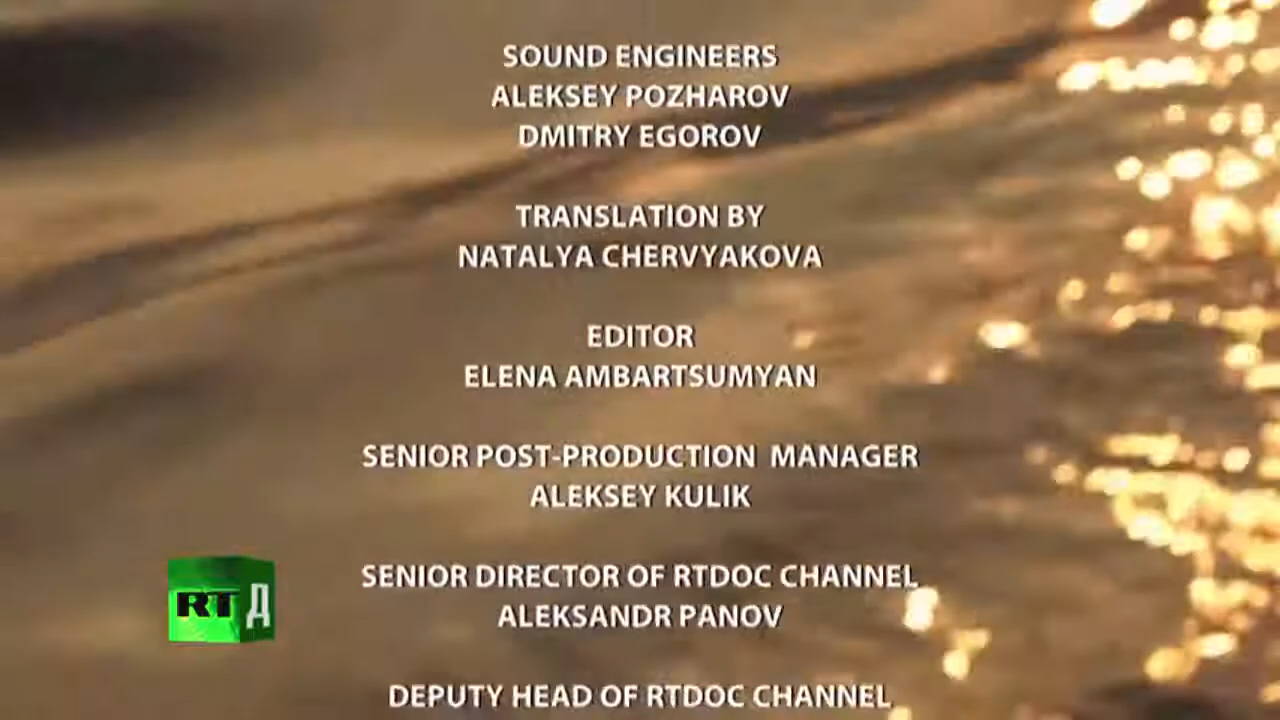 SOUND ENGINEERS
ALEKSEY POZHAROV
DMITRY EGOROV
TRANSLATION BY
NATALYA CHERVYAKOVA
EDITOR
ELENA AMBARTSUMYAN
SENIOR POST-PRODUCTION MANAGER
ALEKSEY KULIK
SENIOR DIRECTOR OF RTDOC CHANNEL
ALEKSANDR PANOV
RT Д
DEPUTY HEAD OF RTDOC CHANNEL